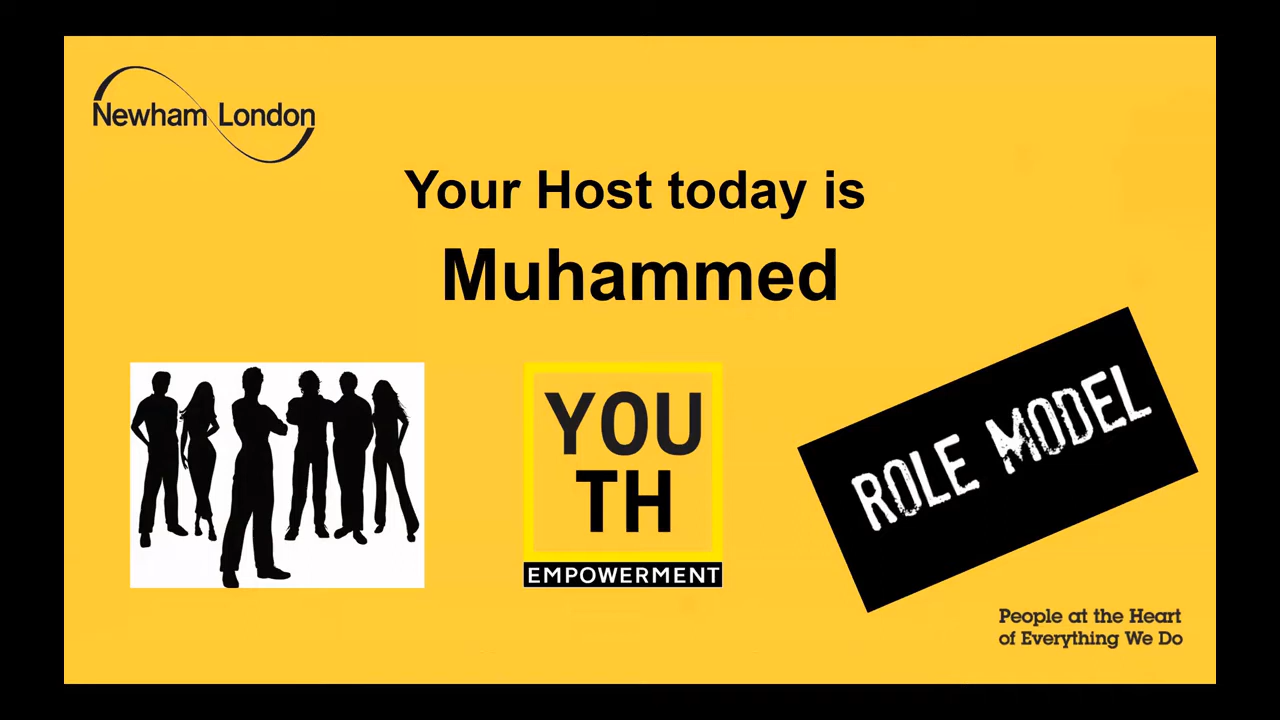 Newham London
Your Host today is
Muhammed
YOU
TH
EMPOWERMENT
ROLE MODEL
People at the Heart
of Everything We Do